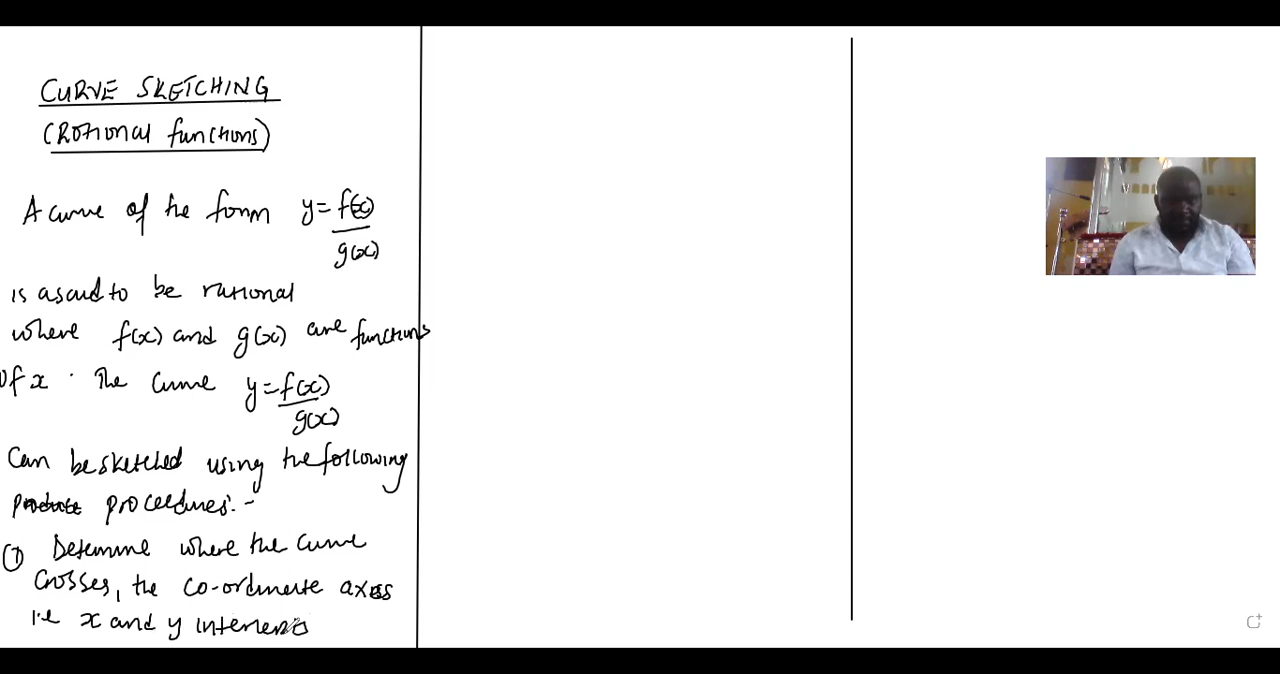 CURVE SKETCHING
(Rational functions)
A curve of the form y = f(x)
g(x)
is a said to be rational
where f(x) and g(x) are functions
of x . The curve y = f(x)
g(x)
Can be sketched using the following
procedures:-
① Determine where the curve
crosses, the co-ordinate axes
i.e x and y